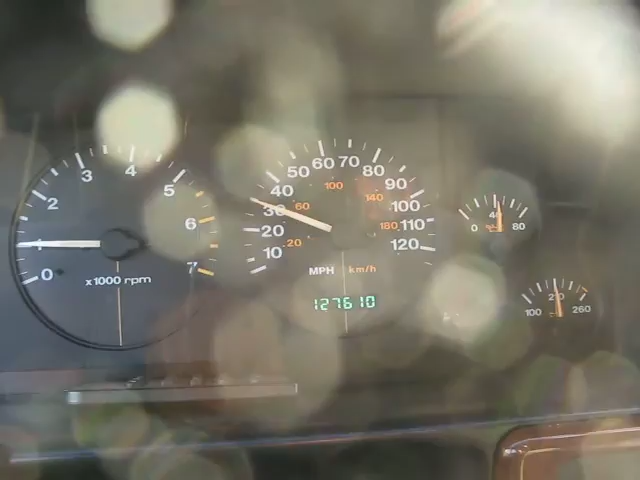 0 1 2 3 4 5 6 7
x1000 rpm
10 20 30 40 50 60 70 80 90 100 110 120
20 60 100 140 180
MPH km/h
127610
0 40 80
100 210 260